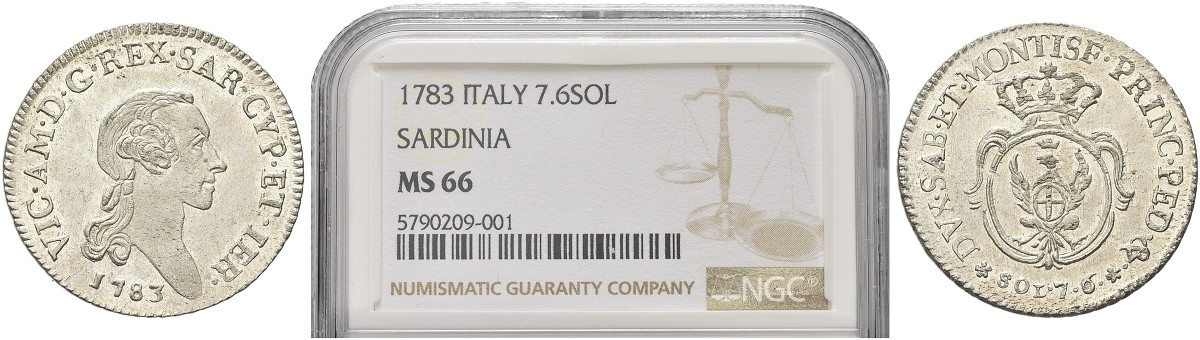 VIC·AM·D·G·REX·SAR·CYP·ET·IER·
1783
1783 ITALY 7.6SOL
SARDINIA
MS 66
5790209-001
NUMISMATIC GUARANTY COMPANY
NGC
DVX·SAB·ET·MONTISF·PRINC·PED·&·
*SOL·7·6·*